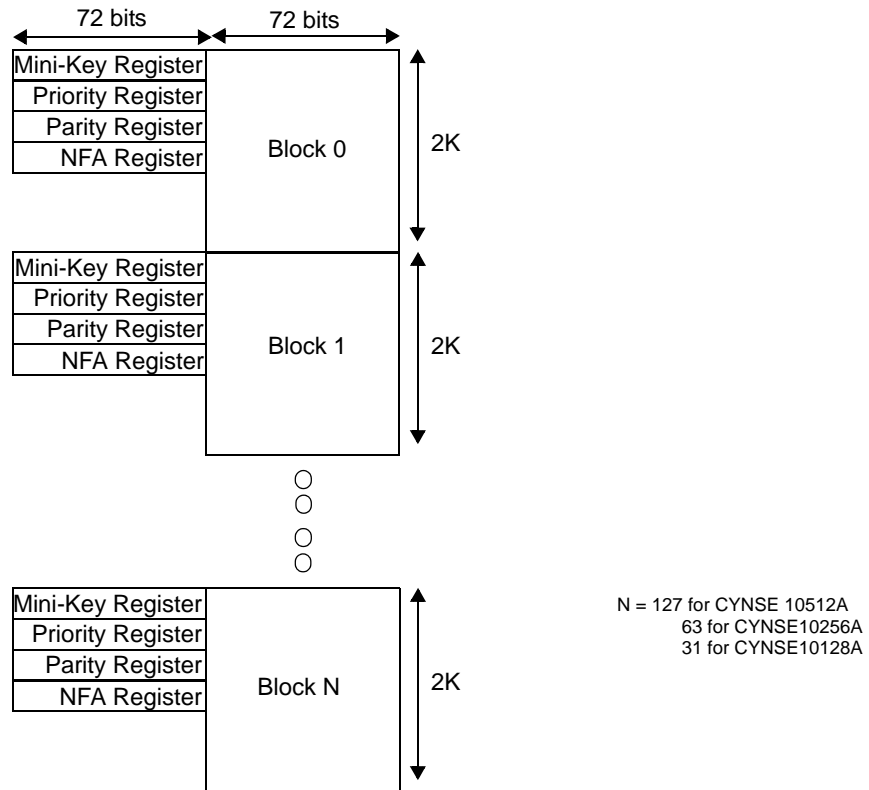 72 bits 72 bits
Mini-Key Register
Priority Register
Parity Register
NFA Register
Block 0
2K
Mini-Key Register
Priority Register
Parity Register
NFA Register
Block 1
2K
Mini-Key Register
Priority Register
Parity Register
NFA Register
Block N
2K
N = 127 for CYNSE 10512A
63 for CYNSE10256A
31 for CYNSE10128A